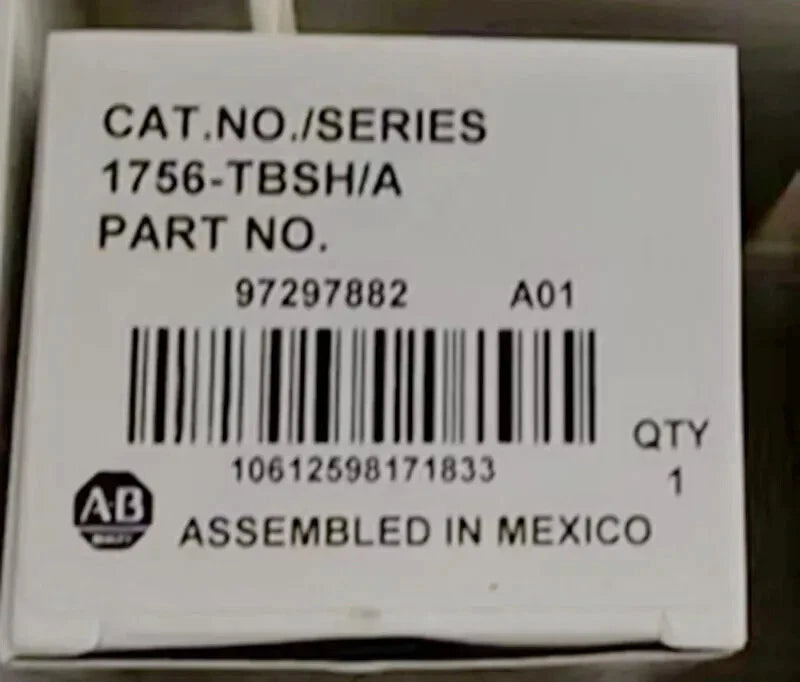 CAT.NO./SERIES
1756-TBSH/A
PART NO.
97297882 A01
10612598171833
QTY
1
AB
ASSEMBLED IN MEXICO